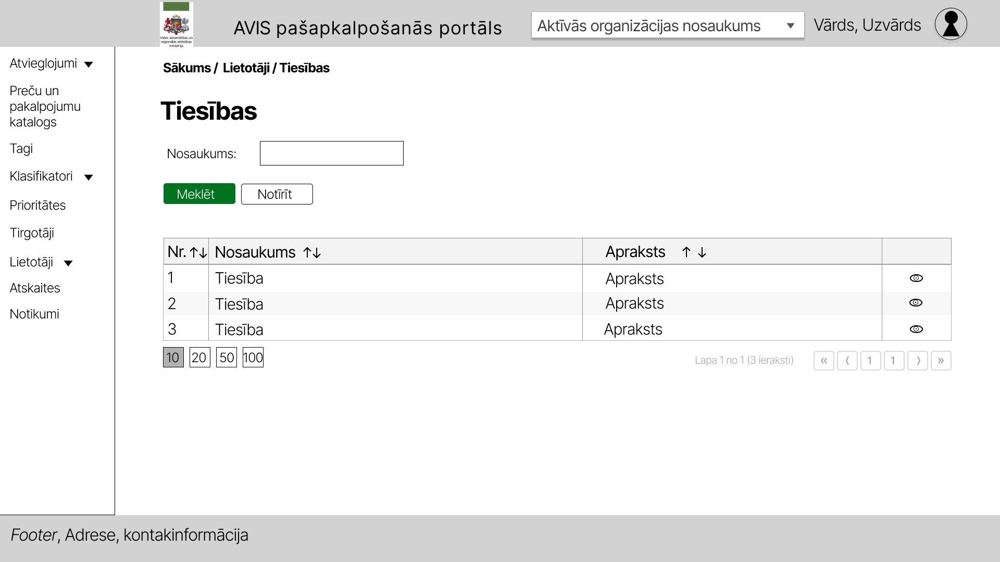 Vides aizsardzības un
reģionālās attīstības
ministrija
AVIS pašapkalpošanās portāls
Aktīvās organizācijas nosaukums
Vārds, Uzvārds
Atvieglojumi
Preču un
pakalpojumu
katalogs
Tagi
Klasifikatori
Prioritātes
Tirgotāji
Lietotāji
Atskaites
Notikumi
Sākums / Lietotāji / Tiesības
Tiesības
Nosaukums:
Meklēt Notīrīt
Nr. ↑↓ Nosaukums ↑↓ Apraksts ↑ ↓
1 Tiesība Apraksts
2 Tiesība Apraksts
3 Tiesība Apraksts
10 20 50 100
Lapa 1 no 1 (3 ieraksti) « ⟨ 1 1 ⟩ »
Footer, Adrese, kontakinformācija